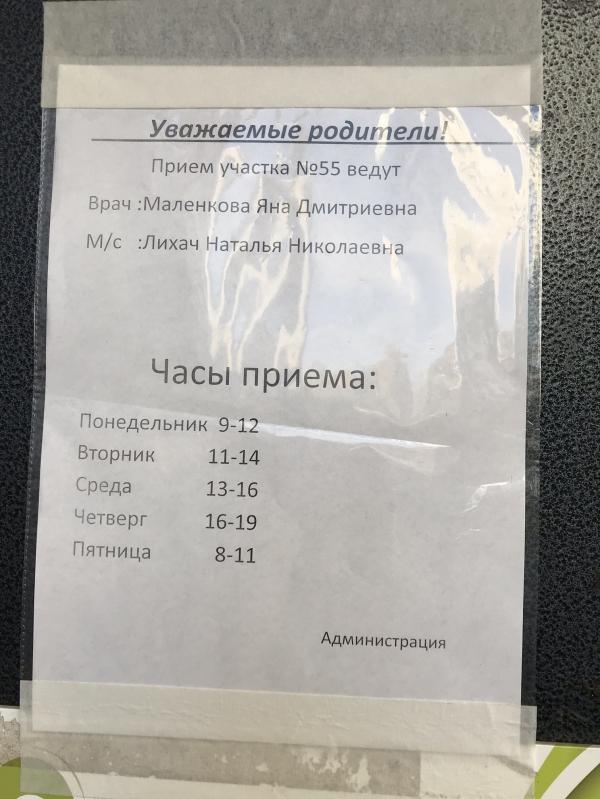 Уважаемые родители!
Прием участка №55 ведут
Врач :Маленкова Яна Дмитриевна
М/с :Лихач Наталья Николаевна
Часы приема:
Понедельник 9-12
Вторник 11-14
Среда 13-16
Четверг 16-19
Пятница 8-11
Администрация